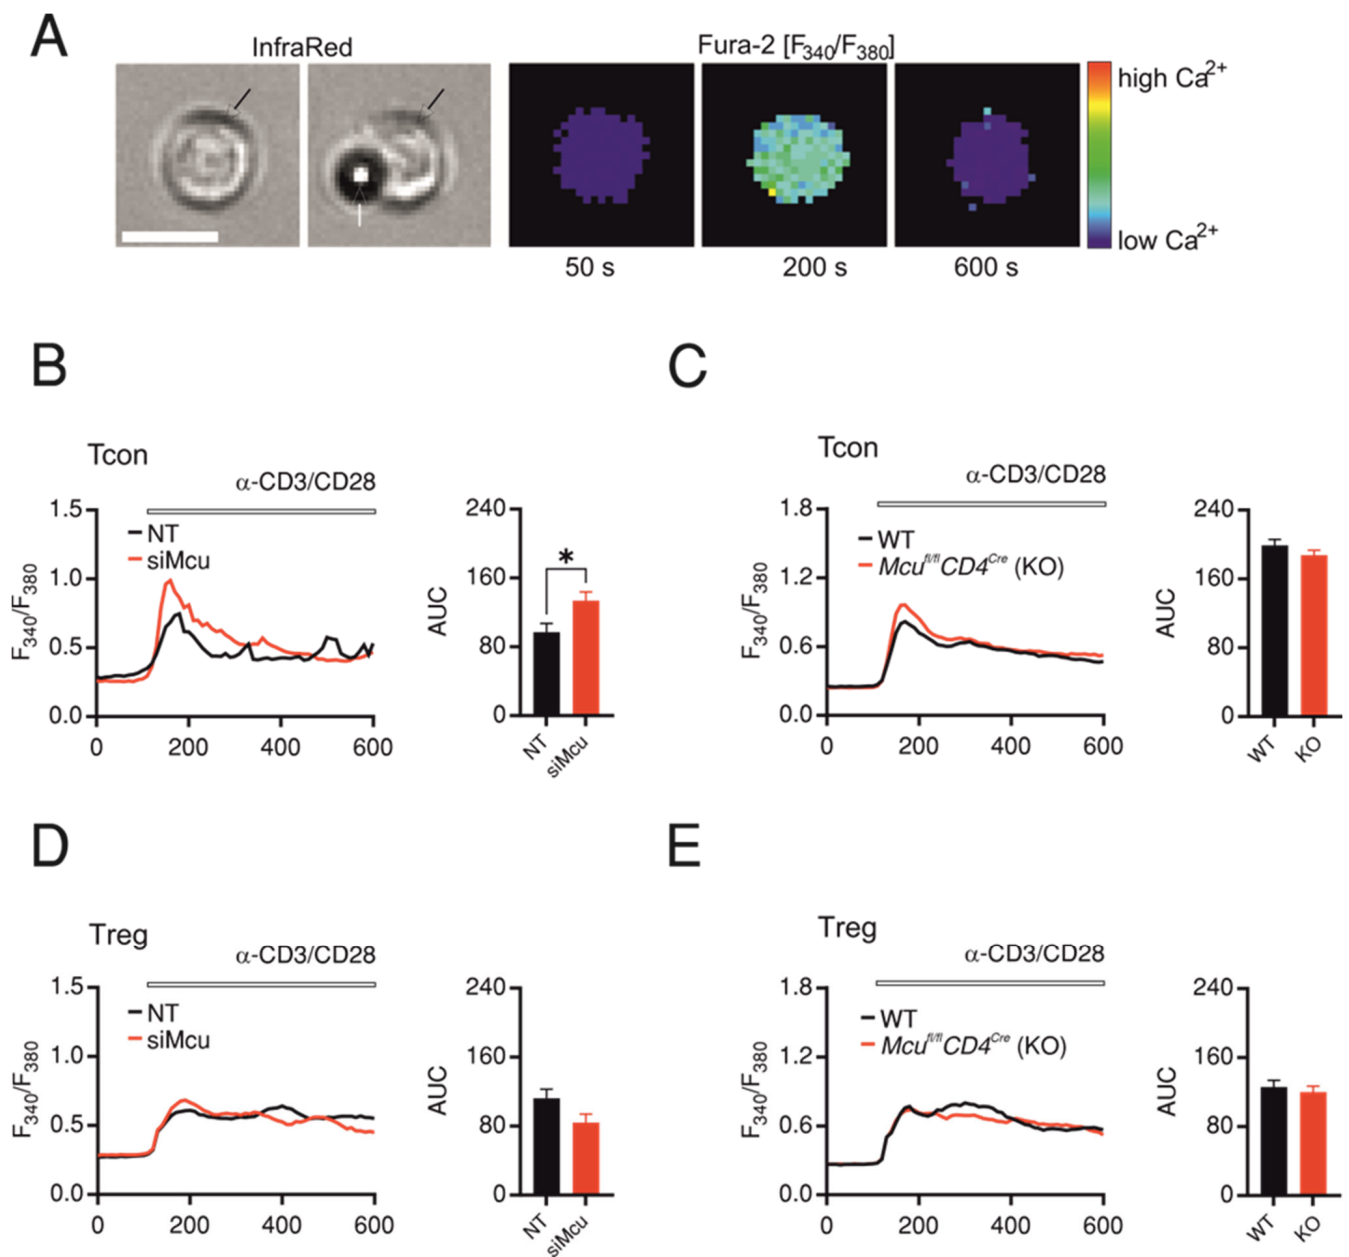 A
InfraRed
Fura-2 [F340/F380]
high Ca2+
low Ca2+
50 s
200 s
600 s
B
Tcon
α-CD3/CD28
1.5
1.0
0.5
0.0
F340/F380
NT
siMcu
0
200
400
600
240
160
80
0
AUC
*
NT
siMcu
C
Tcon
α-CD3/CD28
1.8
1.2
0.6
0.0
F340/F380
WT
Mcufl/flCD4Cre (KO)
0
200
400
600
240
160
80
0
AUC
WT
KO
D
Treg
α-CD3/CD28
1.5
1.0
0.5
0.0
F340/F380
NT
siMcu
0
200
400
600
240
160
80
0
AUC
NT
siMcu
E
Treg
α-CD3/CD28
1.8
1.2
0.6
0.0
F340/F380
WT
Mcufl/flCD4Cre (KO)
0
200
400
600
240
160
80
0
AUC
WT
KO